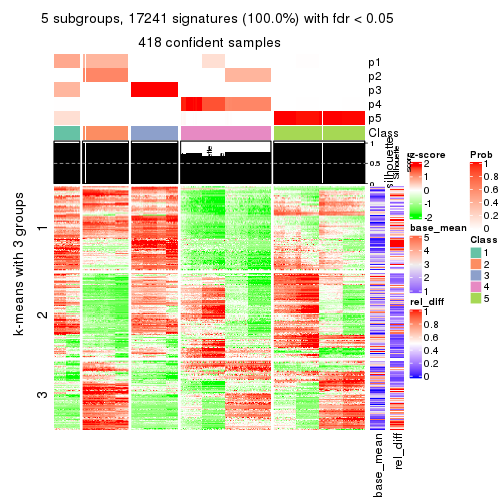 5 subgroups, 17241 signatures (100.0%) with fdr < 0.05
418 confident samples
p1
p2
p3
p4
p5
Class
1
0.5
0
silhouette
Silhouette
score
k-means with 3 groups
1
2
3
base_mean
rel_diff
z-score
2
1
0
-1
-2
base_mean
5
4
3
2
1
rel_diff
1
0.8
0.6
0.4
0.2
0
Prob
1
0.8
0.6
0.4
0.2
0
Class
1
2
3
4
5